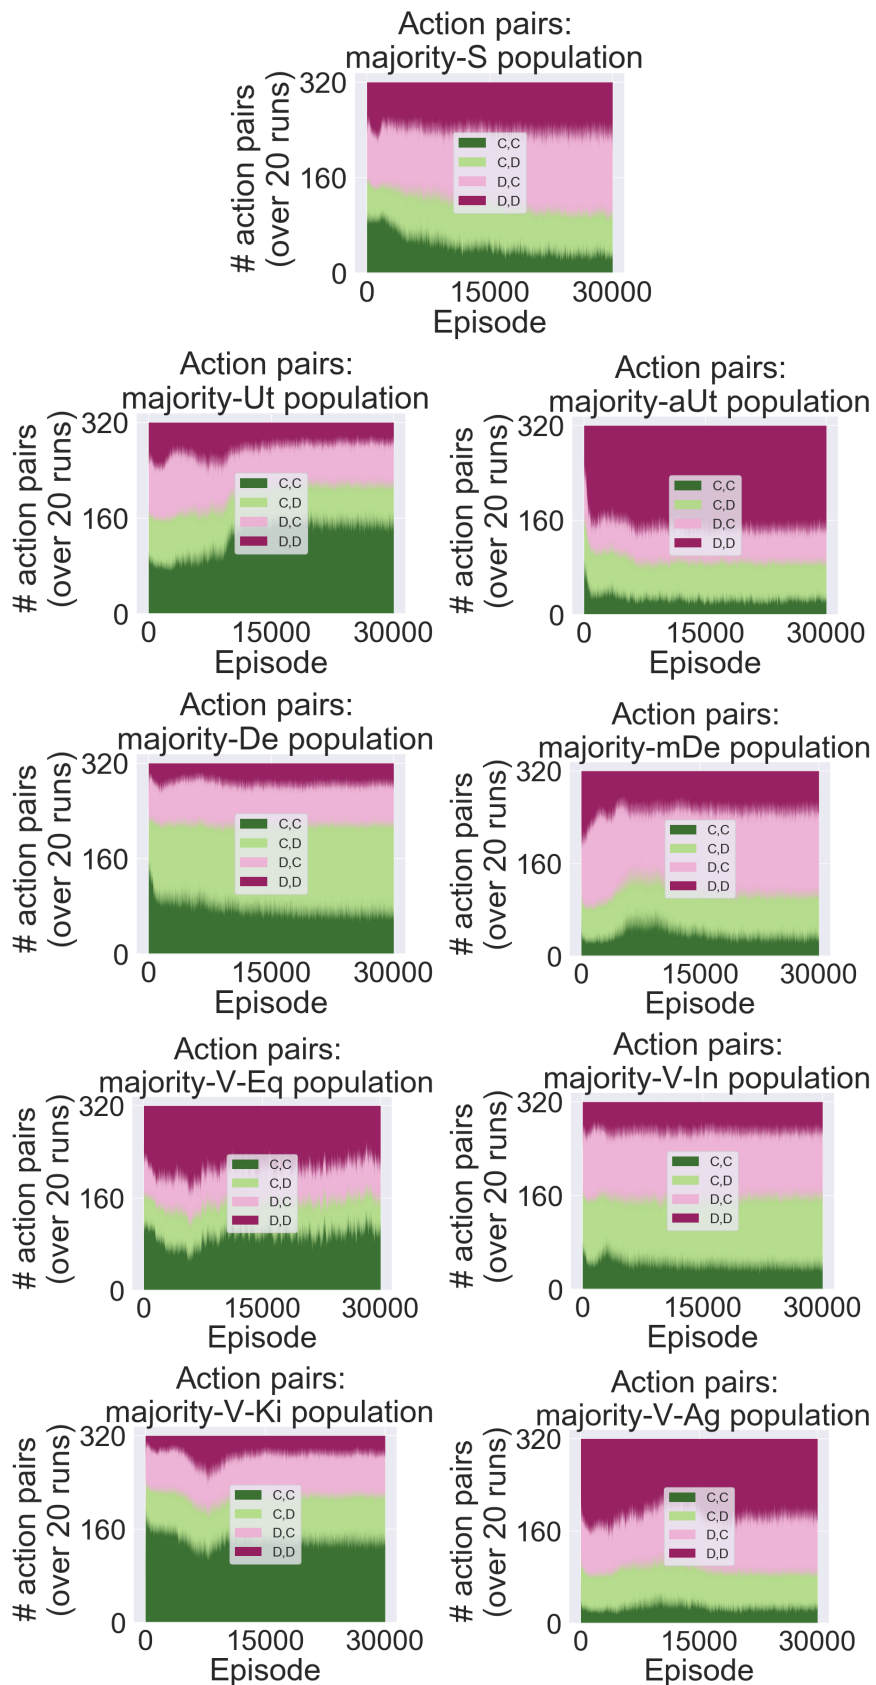 Action pairs:
majority-S population
# action pairs
(over 20 runs)
320
160
0
C,C
C,D
D,C
D,D
0 15000 30000
Episode
Action pairs:
majority-Ut population
# action pairs
(over 20 runs)
320
160
0
C,C
C,D
D,C
D,D
0 15000 30000
Episode
Action pairs:
majority-aUt population
# action pairs
(over 20 runs)
320
160
0
C,C
C,D
D,C
D,D
0 15000 30000
Episode
Action pairs:
majority-De population
# action pairs
(over 20 runs)
320
160
0
C,C
C,D
D,C
D,D
0 15000 30000
Episode
Action pairs:
majority-mDe population
# action pairs
(over 20 runs)
320
160
0
C,C
C,D
D,C
D,D
0 15000 30000
Episode
Action pairs:
majority-V-Eq population
# action pairs
(over 20 runs)
320
160
0
C,C
C,D
D,C
D,D
0 15000 30000
Episode
Action pairs:
majority-V-In population
# action pairs
(over 20 runs)
320
160
0
C,C
C,D
D,C
D,D
0 15000 30000
Episode
Action pairs:
majority-V-Ki population
# action pairs
(over 20 runs)
320
160
0
C,C
C,D
D,C
D,D
0 15000 30000
Episode
Action pairs:
majority-V-Ag population
# action pairs
(over 20 runs)
320
160
0
C,C
C,D
D,C
D,D
0 15000 30000
Episode